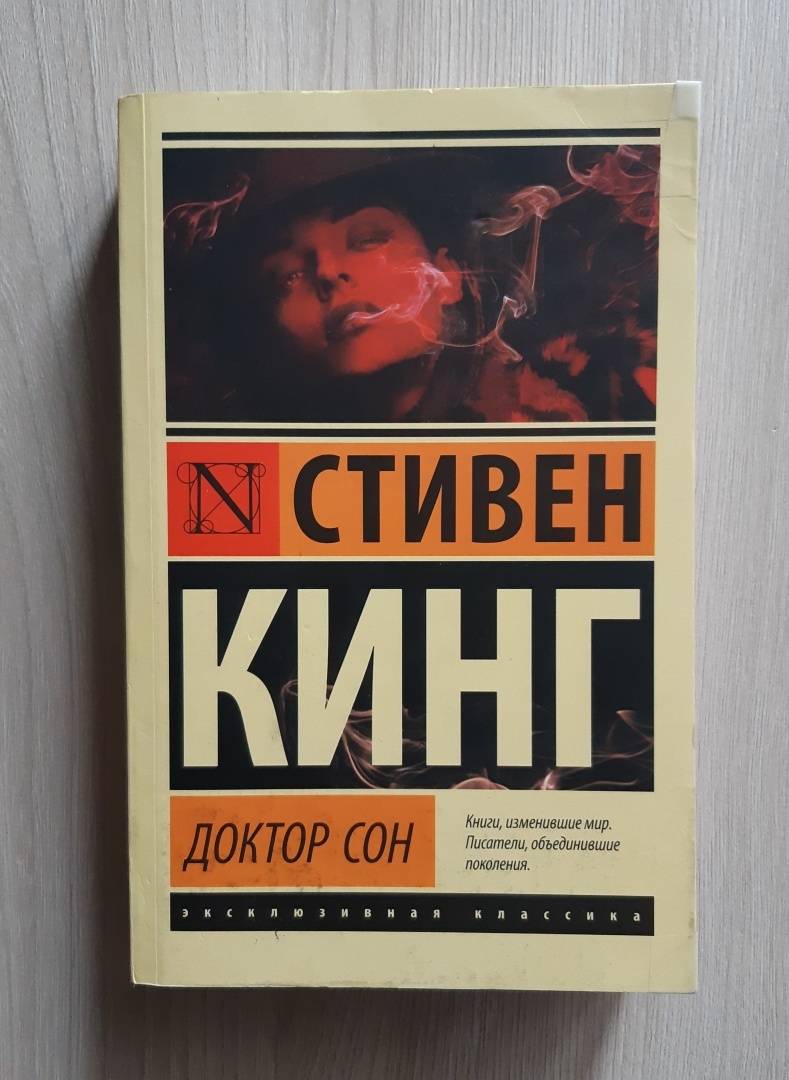 N СТИВЕН
КИНГ
ДОКТОР СОН
Книги, изменившие мир.
Писатели, объединившие
поколения.
эксклюзивная классика